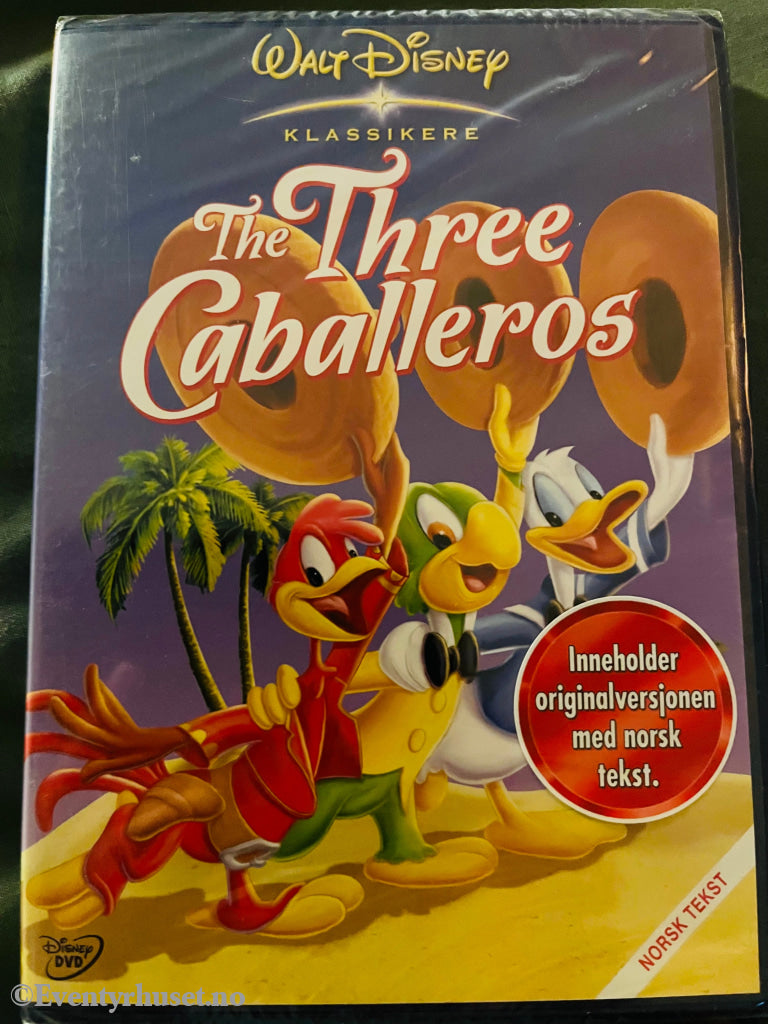 WALT DISNEY
KLASSIKERE
The Three
Caballeros
Inneholder
originalversjonen
med norsk
tekst.
NORSK TEKST
DISNEY
DVD
©Eventyrhuset.no